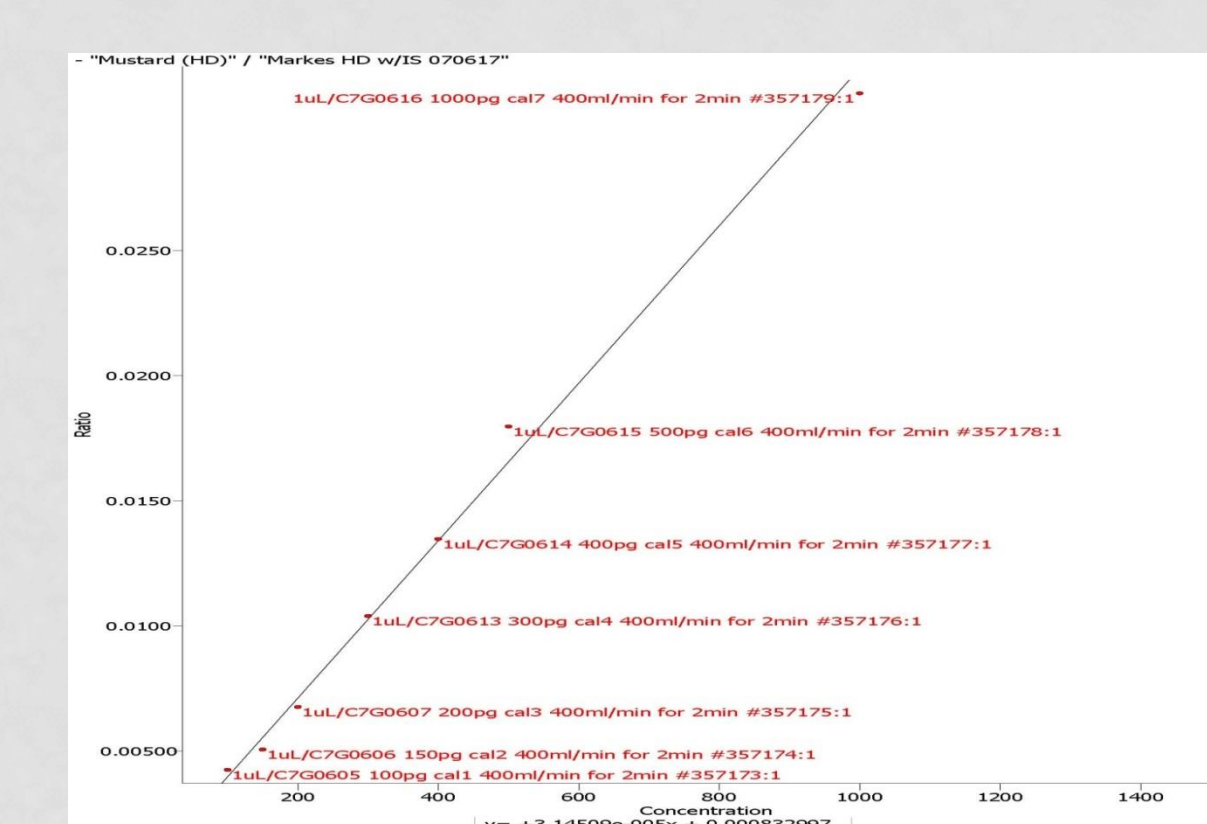 - "Mustard (HD)" / "Markes HD w/IS 070617"
1uL/C7G0616 1000pg cal7 400ml/min for 2min #357179:1
0.0250
0.0200
Ratio
1uL/C7G0615 500pg cal6 400ml/min for 2min #357178:1
0.0150
1uL/C7G0614 400pg cal5 400ml/min for 2min #357177:1
0.0100
1uL/C7G0613 300pg cal4 400ml/min for 2min #357176:1
1uL/C7G0607 200pg cal3 400ml/min for 2min #357175:1
0.00500
1uL/C7G0606 150pg cal2 400ml/min for 2min #357174:1
1uL/C7G0605 100pg cal1 400ml/min for 2min #357173:1
200 400 600 800 1000 1200 1400
Concentration